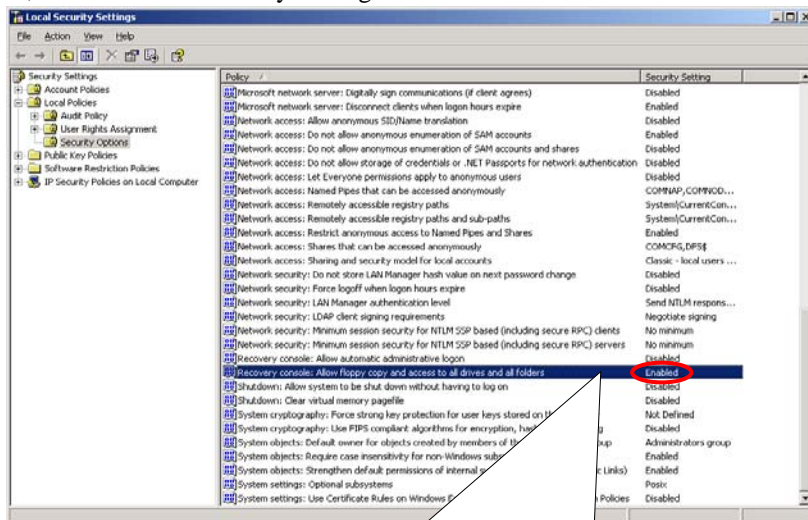 Local Security Settings
File Action View Help
Security Settings
Account Policies
Local Policies
Audit Policy
User Rights Assignment
Security Options
Public Key Policies
Software Restriction Policies
IP Security Policies on Local Computer
Policy / Security Setting
Microsoft network server: Digitally sign communications (if client agrees) Disabled
Microsoft network server: Disconnect clients when logon hours expire Enabled
Network access: Allow anonymous SID/Name translation Disabled
Network access: Do not allow anonymous enumeration of SAM accounts Enabled
Network access: Do not allow anonymous enumeration of SAM accounts and shares Disabled
Network access: Do not allow storage of credentials or .NET Passports for network authentication Disabled
Network access: Let Everyone permissions apply to anonymous users Disabled
Network access: Named Pipes that can be accessed anonymously COMNAP,COMNOD...
Network access: Remotely accessible registry paths System\CurrentCon...
Network access: Remotely accessible registry paths and sub-paths System\CurrentCon...
Network access: Restrict anonymous access to Named Pipes and Shares Enabled
Network access: Shares that can be accessed anonymously COMCFG,DFS$
Network access: Sharing and security model for local accounts Classic - local users ...
Network security: Do not store LAN Manager hash value on next password change Disabled
Network security: Force logoff when logon hours expire Disabled
Network security: LAN Manager authentication level Send NTLM respons...
Network security: LDAP client signing requirements Negotiate signing
Network security: Minimum session security for NTLM SSP based (including secure RPC) clients No minimum
Network security: Minimum session security for NTLM SSP based (including secure RPC) servers No minimum
Recovery console: Allow automatic administrative logon Disabled
Recovery console: Allow floppy copy and access to all drives and all folders Enabled
Shutdown: Allow system to be shut down without having to log on Disabled
Shutdown: Clear virtual memory pagefile Disabled
System cryptography: Force strong key protection for user keys stored on Not Defined
System cryptography: Use FIPS compliant algorithms for encryption, Disabled
System objects: Default owner for objects created by members of Administrators group
System objects: Require case insensitivity for non-Windows Enabled
System objects: Strengthen default permissions of internal Links) Enabled
System settings: Optional subsystems Posix
System settings: Use Certificate Rules on Windows Policies Disabled